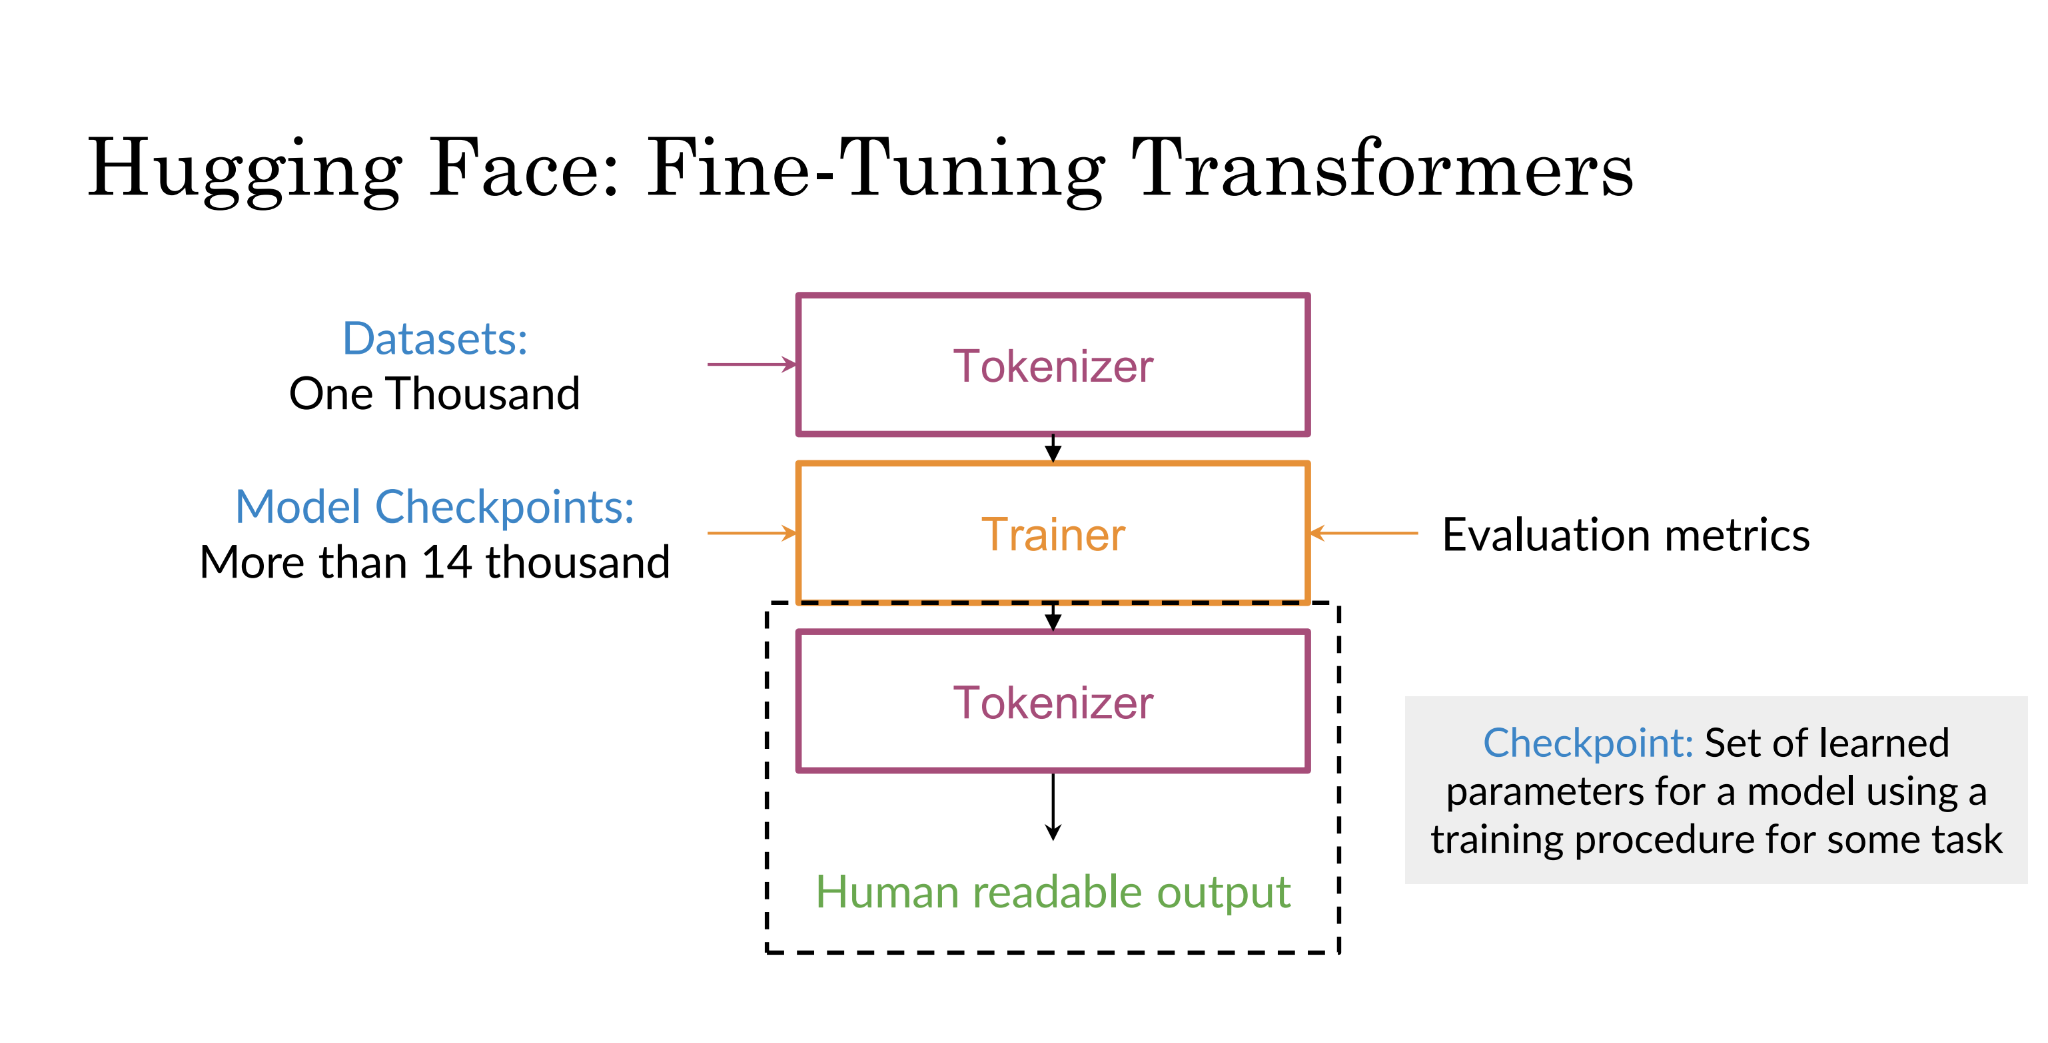 Hugging Face: Fine-Tuning Transformers
Datasets:
One Thousand
Tokenizer
Model Checkpoints:
More than 14 thousand
Trainer
Evaluation metrics
Tokenizer
Human readable output
Checkpoint: Set of learned
parameters for a model using a
training procedure for some task